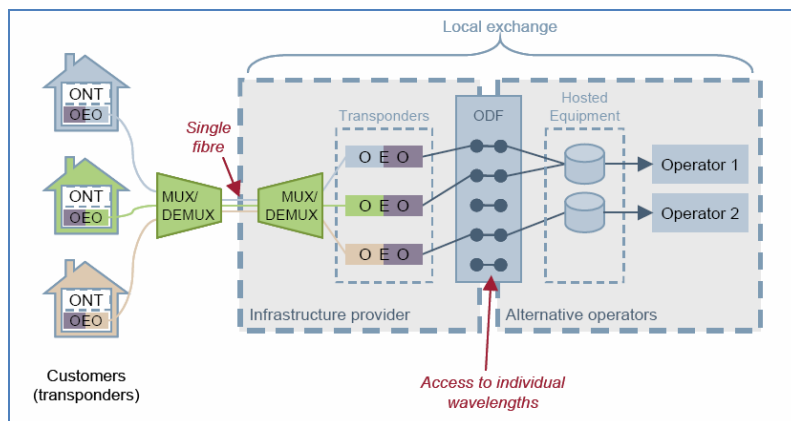 Local exchange
ONT
OEO
Single
fibre
Transponders
ODF
Hosted
Equipment
O E O
Operator 1
ONT
OEO
MUX/
DEMUX
MUX/
DEMUX
O E O
Operator 2
ONT
OEO
O E O
Infrastructure provider
Alternative operators
Customers
(transponders)
Access to individual
wavelengths